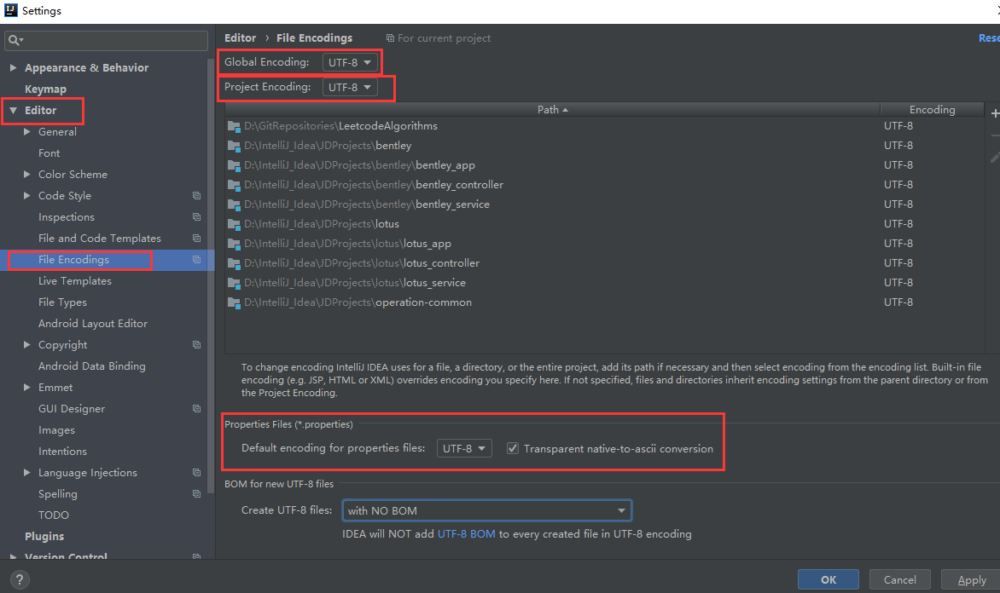 Settings
Editor › File Encodings For current project Rese
Appearance & Behavior
Keymap
Editor
General
Font
Color Scheme
Code Style
Inspections
File and Code Templates
File Encodings
Live Templates
File Types
Android Layout Editor
Copyright
Android Data Binding
Emmet
GUI Designer
Images
Intentions
Language Injections
Spelling
TODO
Plugins
Version Control
Global Encoding: UTF-8
Project Encoding: UTF-8
Path Encoding
D:\GitRepositories\LeetcodeAlgorithms UTF-8
D:\IntelliJ_Idea\JDProjects\bentley UTF-8
D:\IntelliJ_Idea\JDProjects\bentley\bentley_app UTF-8
D:\IntelliJ_Idea\JDProjects\bentley\bentley_controller UTF-8
D:\IntelliJ_Idea\JDProjects\bentley\bentley_service UTF-8
D:\IntelliJ_Idea\JDProjects\lotus UTF-8
D:\IntelliJ_Idea\JDProjects\lotus\lotus_app UTF-8
D:\IntelliJ_Idea\JDProjects\lotus\lotus_controller UTF-8
D:\IntelliJ_Idea\JDProjects\lotus\lotus_service UTF-8
D:\IntelliJ_Idea\JDProjects\operation-common UTF-8
To change encoding IntelliJ IDEA uses for a file, a directory, or the entire project, add its path if necessary and then select encoding from the encoding list. Built-in file
encoding (e.g. JSP, HTML or XML) overrides encoding you specify here. If not specified, files and directories inherit encoding settings from the parent directory or from
the Project Encoding.
Properties Files (*.properties)
Default encoding for properties files: UTF-8 Transparent native-to-ascii conversion
BOM for new UTF-8 files
Create UTF-8 files: with NO BOM
IDEA will NOT add UTF-8 BOM to every created file in UTF-8 encoding
? OK Cancel Apply